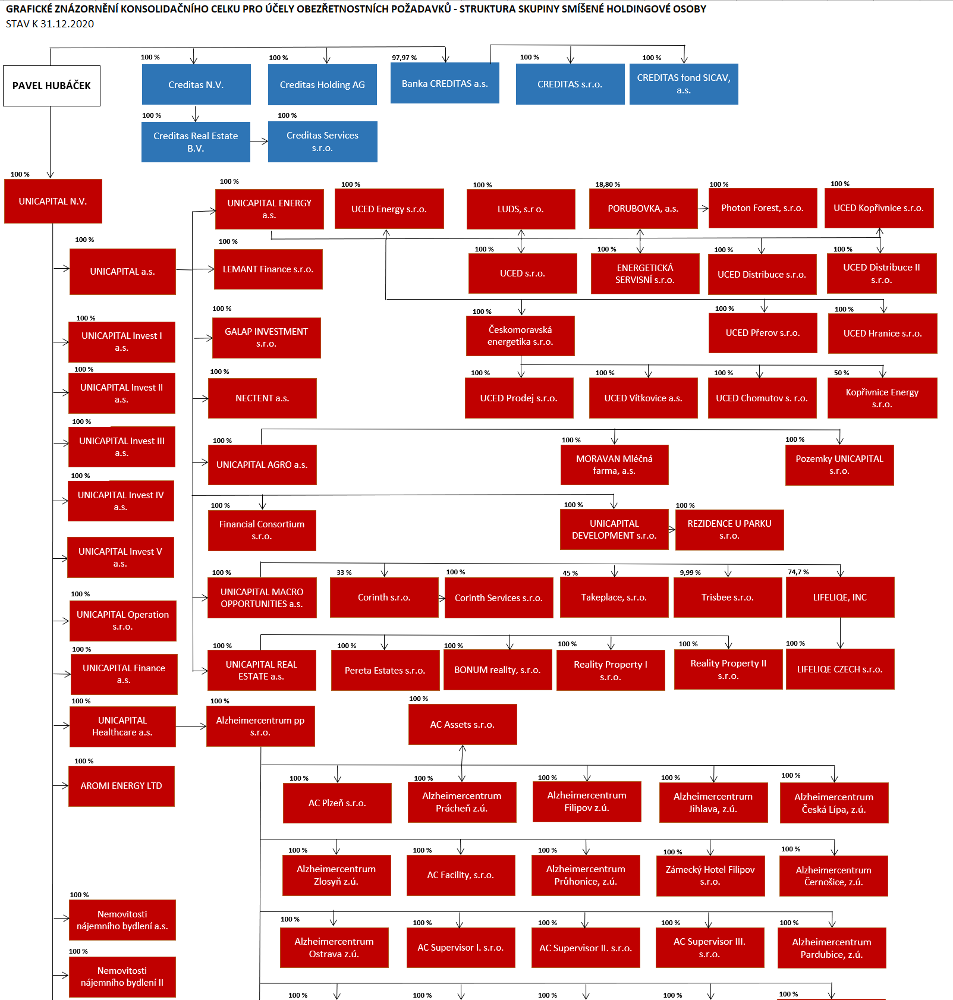 GRAFICKÉ ZNÁZORNĚNÍ KONSOLIDAČNÍHO CELKU PRO ÚČELY OBEZŘETNOSTNÍCH POŽADAVKŮ - STRUKTURA SKUPINY SMÍŠENÉ HOLDINGOVÉ OSOBY
STAV K 31.12.2020
PAVEL HUBÁČEK
100 %
Creditas N.V.
100 %
Creditas Holding AG
97,97 %
Banka CREDITAS a.s.
100 %
CREDITAS s.r.o.
100 %
CREDITAS fond SICAV,
a.s.
100 %
Creditas Real Estate
B.V.
100 %
Creditas Services
s.r.o.
100 %
UNICAPITAL N.V.
100 %
UNICAPITAL ENERGY
a.s.
100 %
UCED Energy s.r.o.
100 %
LUDS, s.r o.
18,80 %
PORUBOVKA, a.s.
100 %
Photon Forest, s.r.o.
100 %
UCED Kopřivnice s.r.o.
100 %
UNICAPITAL a.s.
100 %
LEMANT Finance s.r.o.
100 %
UCED s.r.o.
100 %
ENERGETICKÁ
SERVISNÍ s.r.o.
100 %
UCED Distribuce s.r.o.
100 %
UCED Distribuce II
s.r.o.
100 %
UNICAPITAL Invest I
a.s.
100 %
GALAP INVESTMENT
s.r.o.
100 %
Českomoravská
energetika s.r.o.
100 %
UCED Přerov s.r.o.
100 %
UCED Hranice s.r.o.
100 %
UNICAPITAL Invest II
a.s.
100 %
NECTENT a.s.
100 %
UCED Prodej s.r.o.
100 %
UCED Vítkovice a.s.
100 %
UCED Chomutov s. r.o.
50 %
Kopřivnice Energy
s.r.o.
100 %
UNICAPITAL Invest III
a.s.
100 %
UNICAPITAL AGRO a.s.
100 %
MORAVAN Mléčná
farma, a.s.
100 %
Pozemky UNICAPITAL
s.r.o.
100 %
UNICAPITAL Invest IV
a.s.
100 %
Financial Consortium
s.r.o.
100 %
UNICAPITAL
DEVELOPMENT s.r.o.
100 %
REZIDENCE U PARKU
s.r.o.
UNICAPITAL Invest V
a.s.
100 %
UNICAPITAL MACRO
OPPORTUNITIES a.s.
33 %
Corinth s.r.o.
100 %
Corinth Services s.r.o.
45 %
Takeplace, s.r.o.
9,99 %
Trisbee s.r.o.
74,7 %
LIFELIQE, INC
100 %
UNICAPITAL Operation
s.r.o.
100 %
UNICAPITAL Finance
a.s.
100 %
UNICAPITAL REAL
ESTATE a.s.
100 %
Pereta Estates s.r.o.
100 %
BONUM reality, s.r.o.
100 %
Reality Property I
s.r.o.
100 %
Reality Property II
s.r.o.
100 %
LIFELIQE CZECH s.r.o.
100 %
UNICAPITAL
Healthcare a.s.
100 %
Alzheimercentrum pp
s.r.o.
100 %
AC Assets s.r.o.
100 %
AROMI ENERGY LTD
100 %
AC Plzeň s.r.o.
100 %
Alzheimercentrum
Prácheň z.ú.
100 %
Alzheimercentrum
Filipov z.ú.
100 %
Alzheimercentrum
Jihlava, z.ú.
100 %
Alzheimercentrum
Česká Lípa, z.ú.
100 %
Alzheimercentrum
Zlosyň z.ú.
100 %
AC Facility, s.r.o.
100 %
Alzheimercentrum
Průhonice, z.ú.
100 %
Zámecký Hotel Filipov
s.r.o.
100 %
Alzheimercentrum
Černošice, z.ú.
100 %
Nemovitosti
nájemního bydlení a.s.
100 %
Alzheimercentrum
Ostrava z.ú.
100 %
AC Supervisor I. s.r.o.
100 %
AC Supervisor II. s.r.o.
100 %
AC Supervisor III.
s.r.o.
100 %
Alzheimercentrum
Pardubice, z.ú.
100 %
Nemovitosti
nájemního bydlení II
100 %
100 %
100 %
100 %
100 %